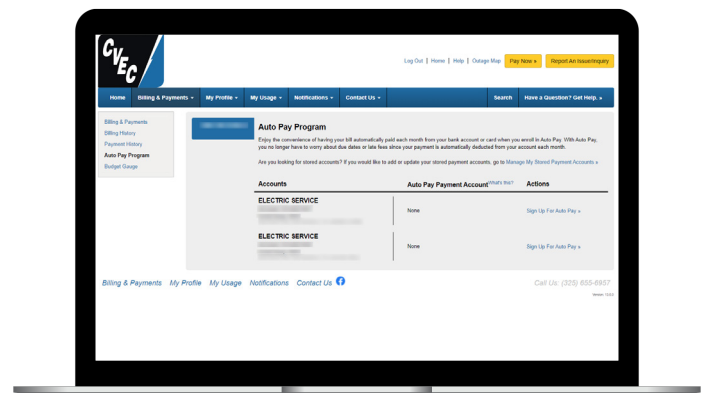 CVEC
Log Out | Home | Help | Outage Map Pay Now » Report An Issue/Inquiry
Home Billing & Payments My Profile My Usage Notifications Contact Us Search Have a Question? Get Help. »
Billing & Payments
Billing History
Payment History
Auto Pay Program
Budget Gauge
Auto Pay Program
Enjoy the convenience of having your bill automatically paid each month from your bank account or card when you enroll in Auto Pay. With Auto Pay,
you no longer have to worry about due dates or late fees since your payment is automatically deducted from your account each month.
Are you looking for stored accounts? If you would like to add or update your stored payment accounts, go to Manage My Stored Payment Accounts »
Accounts Auto Pay Payment Account What's this? Actions
ELECTRIC SERVICE
None Sign Up For Auto Pay »
ELECTRIC SERVICE
None Sign Up For Auto Pay »
Billing & Payments My Profile My Usage Notifications Contact Us Call Us: (325) 655-6957